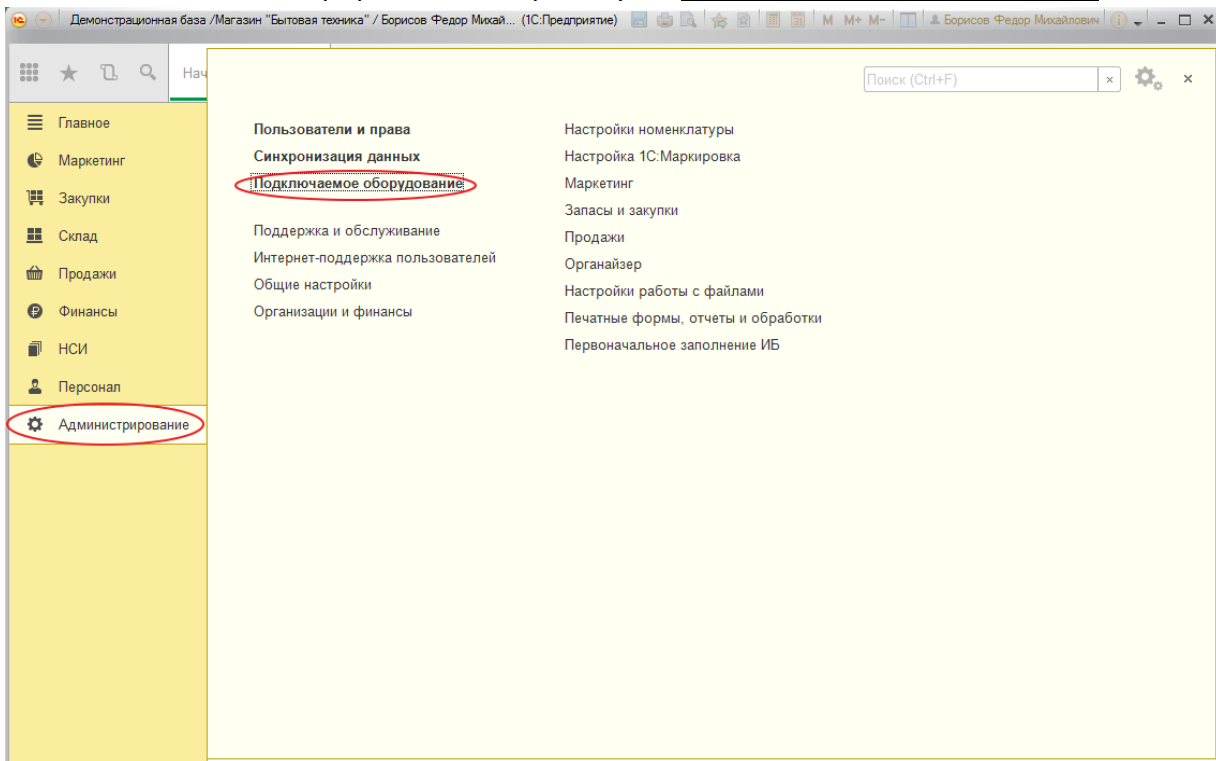 Демонстрационная база /Магазин "Бытовая техника" / Борисов Федор Михай... (1С:Предприятие) M M+ M- Борисов Федор Михайлович
Нач
Поиск (Ctrl+F)
Главное
Маркетинг
Закупки
Склад
Продажи
Финансы
НСИ
Персонал
Администрирование
Пользователи и права
Синхронизация данных
Подключаемое оборудование
Поддержка и обслуживание
Интернет-поддержка пользователей
Общие настройки
Организации и финансы
Настройки номенклатуры
Настройка 1С:Маркировка
Маркетинг
Запасы и закупки
Продажи
Органайзер
Настройки работы с файлами
Печатные формы, отчеты и обработки
Первоначальное заполнение ИБ